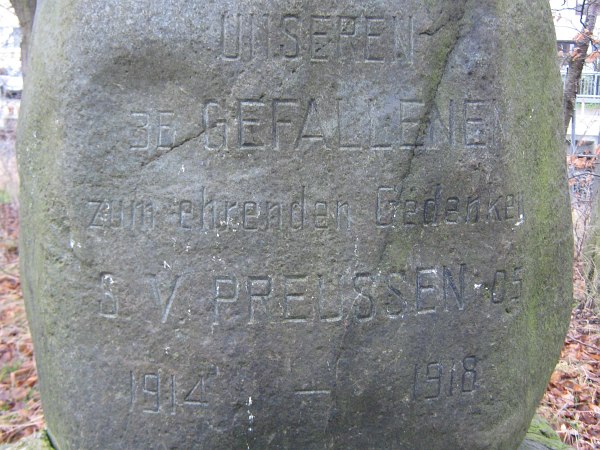 UNSEREN
36 GEFALLENEN
zum ehrenden Gedenken
S V PREUSSEN 05
1914 — 1918